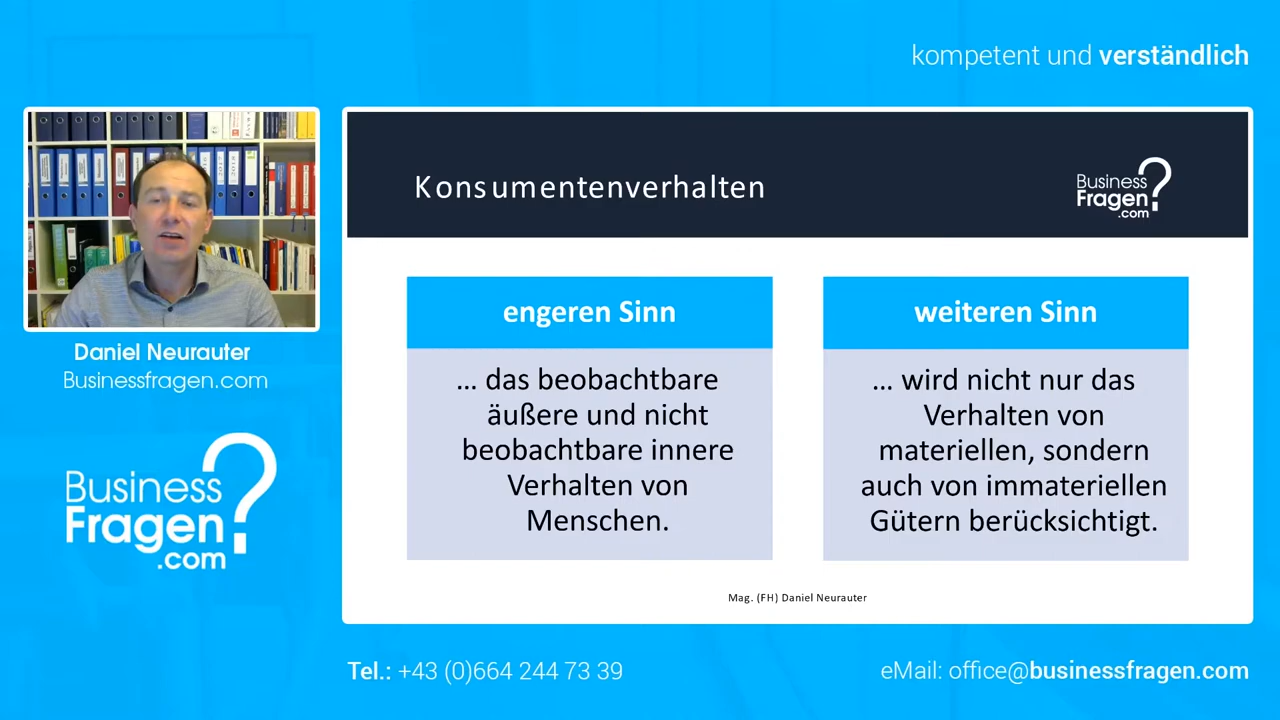 kompetent und verständlich
Konsumentenverhalten
Business
Fragen
.com
engeren Sinn
… das beobachtbare
äußere und nicht
beobachtbare innere
Verhalten von
Menschen.
weiteren Sinn
… wird nicht nur das
Verhalten von
materiellen, sondern
auch von immateriellen
Gütern berücksichtigt.
Mag. (FH) Daniel Neurauter
Daniel Neurauter
Businessfragen.com
Business
Fragen
.com
Tel.: +43 (0)664 244 73 39
eMail: office@businessfragen.com